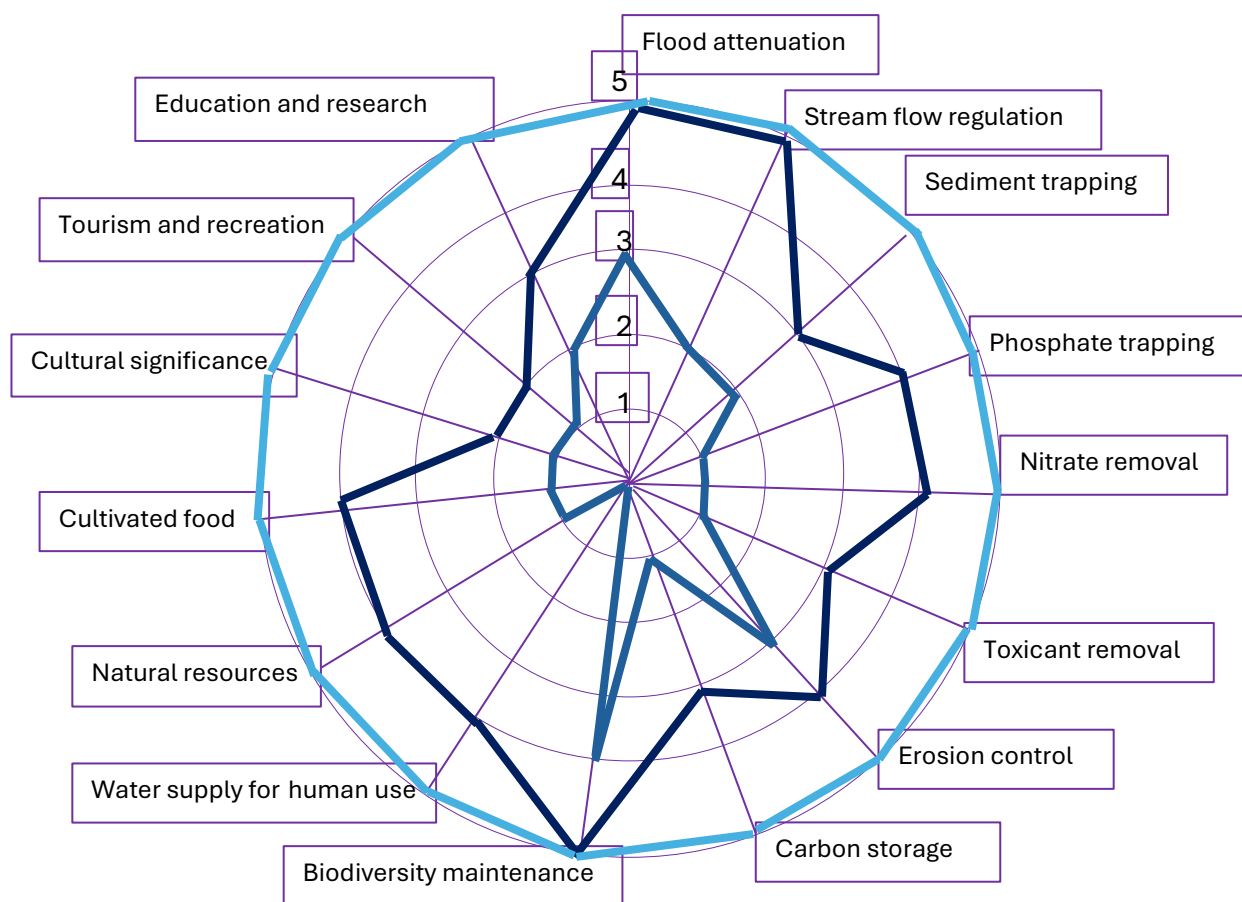 Flood attenuation
5
Education and research
Stream flow regulation
4
Sediment trapping
Tourism and recreation
3
2
Phosphate trapping
Cultural significance
1
Nitrate removal
Cultivated food
Toxicant removal
Natural resources
Erosion control
Water supply for human use
Carbon storage
Biodiversity maintenance